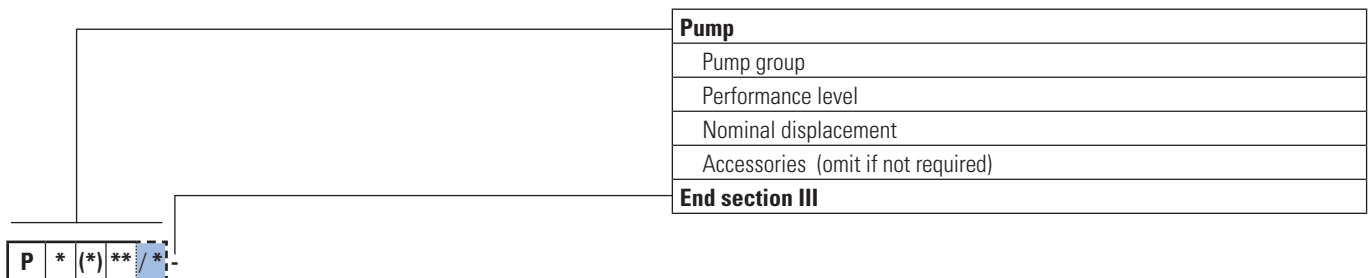 Pump
Pump group
Performance level
Nominal displacement
Accessories (omit if not required)
End section III
P * (*) ** / * -